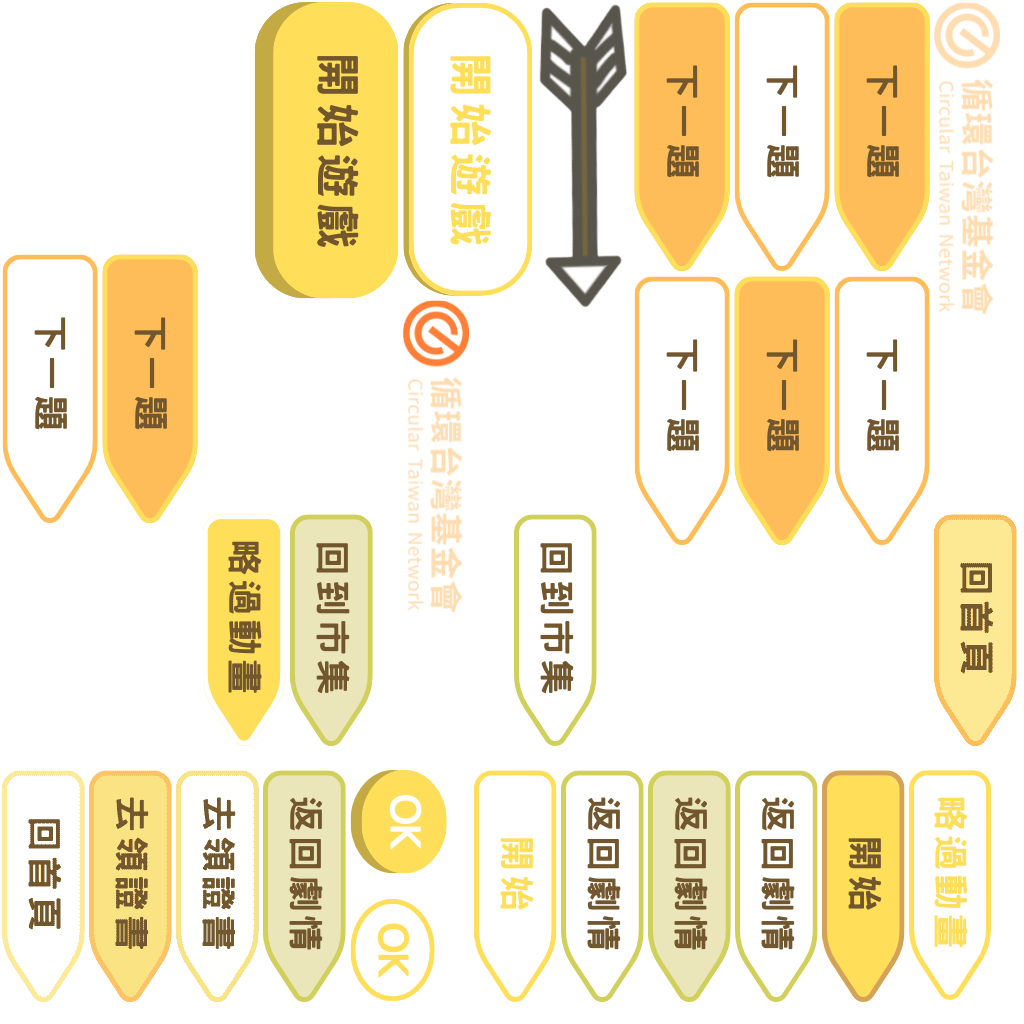 開始遊戲
開始遊戲
下一題
下一題
下一題
循環台灣基金會
Circular Taiwan Network
下一題
下一題
循環台灣基金會
Circular Taiwan Network
下一題
下一題
下一題
略過動畫
回到市集
回到市集
回首頁
回首頁
去領證書
去領證書
返回劇情
OK
OK
開始
返回劇情
返回劇情
返回劇情
開始
略過動畫